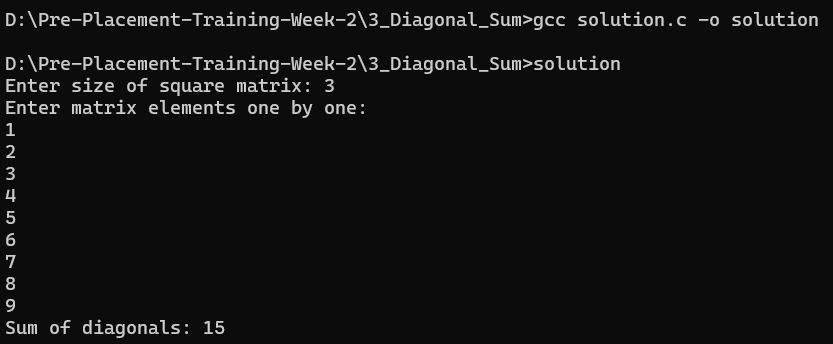 D:\Pre-Placement-Training-Week-2\3_Diagonal_Sum>gcc solution.c -o solution
D:\Pre-Placement-Training-Week-2\3_Diagonal_Sum>solution
Enter size of square matrix: 3
Enter matrix elements one by one:
1
2
3
4
5
6
7
8
9
Sum of diagonals: 15